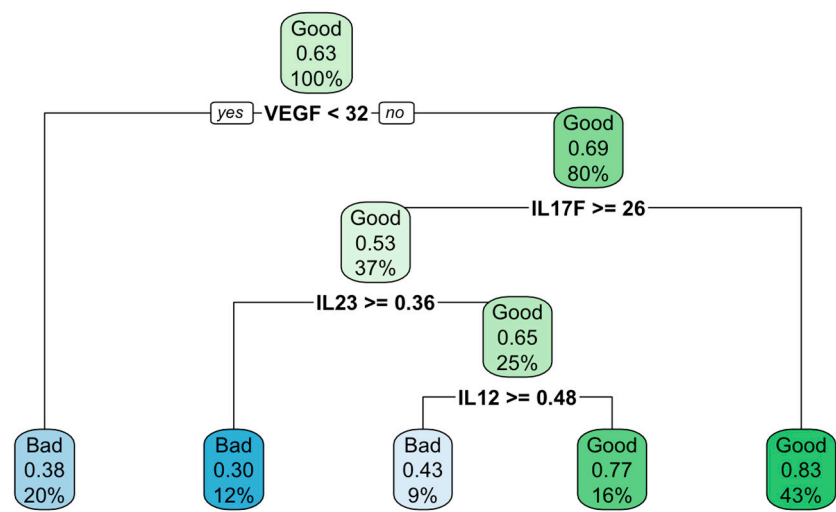 Good
0.63
100%
yes VEGF < 32 no
Good
0.69
80%
IL17F >= 26
Good
0.53
37%
IL23 >= 0.36
Good
0.65
25%
IL12 >= 0.48
Bad
0.38
20%
Bad
0.30
12%
Bad
0.43
9%
Good
0.77
16%
Good
0.83
43%